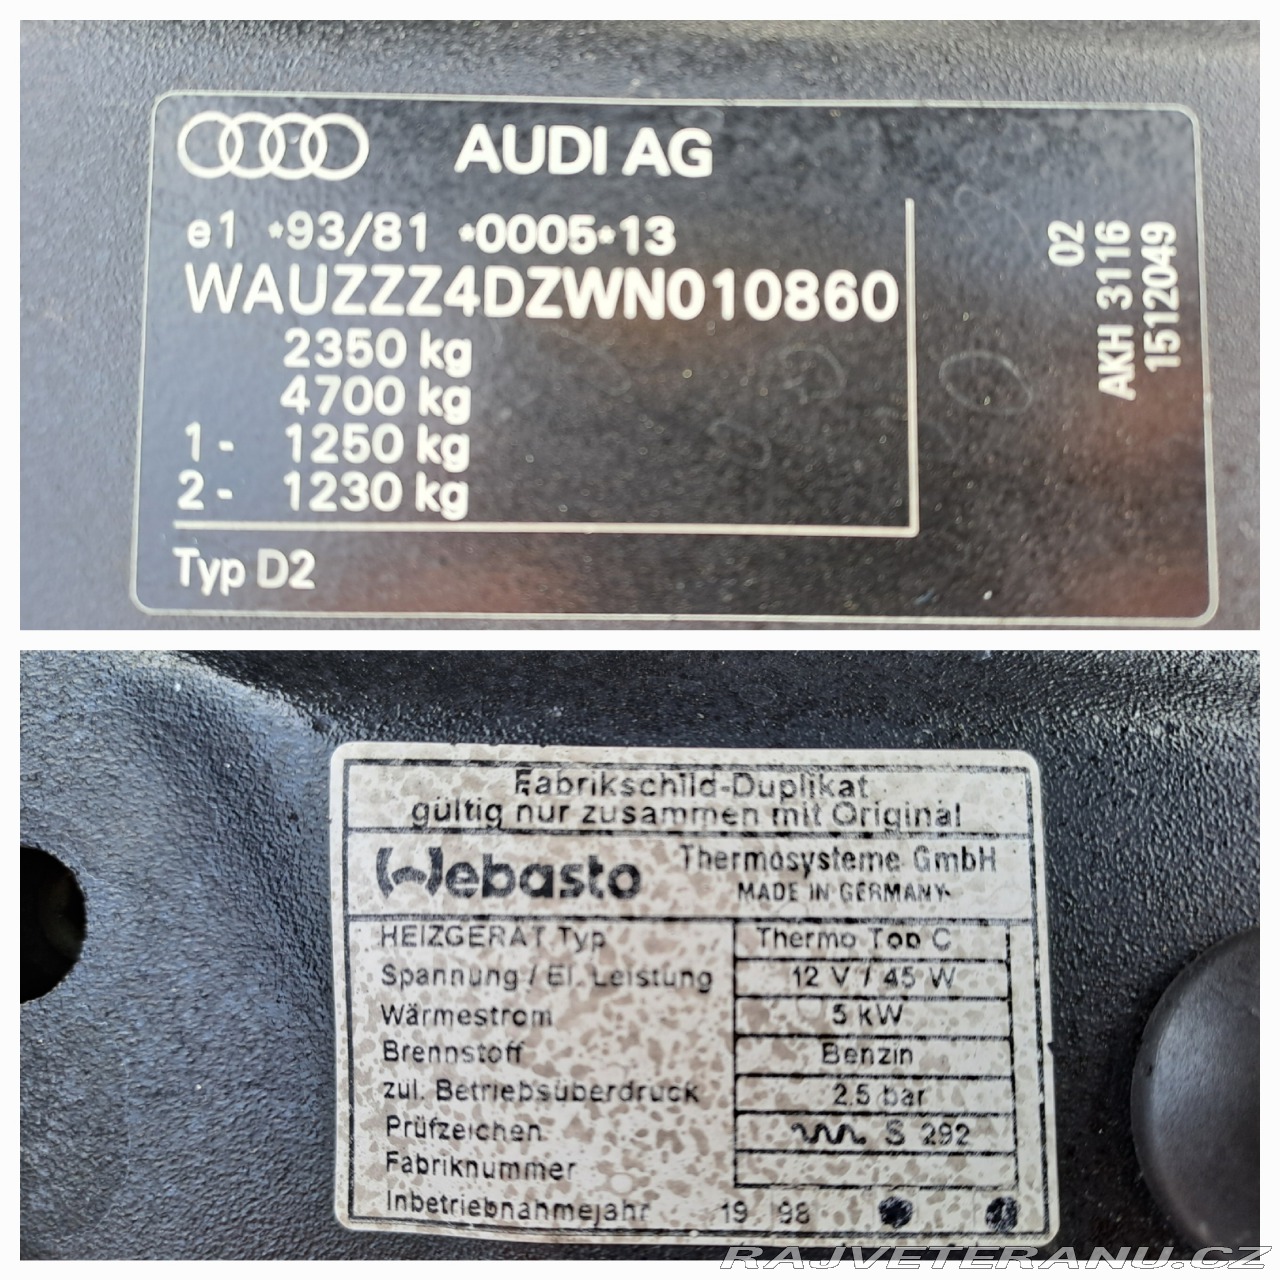 AUDI AG
e1 *93/81 *0005*13
WAUZZZ4DZWN010860
2350 kg
4700 kg
1- 1250 kg
2- 1230 kg
Typ D2
02
AKH 3116
1512049
Fabrikschild-Duplikat
gültig nur zusammen mit Original
Webasto Thermosysteme GmbH
MADE IN GERMANY
HEIZGERÄT Typ Thermo Top C
Spannung / El. Leistung 12 V / 45 W
Wärmestrom 5 kW
Brennstoff Benzin
zul. Betriebsüberdruck 2.5 bar
Prüfzeichen S 292
Fabriknummer
Inbetriebnahmejahr 19 98
RAJVETERANU.CZ